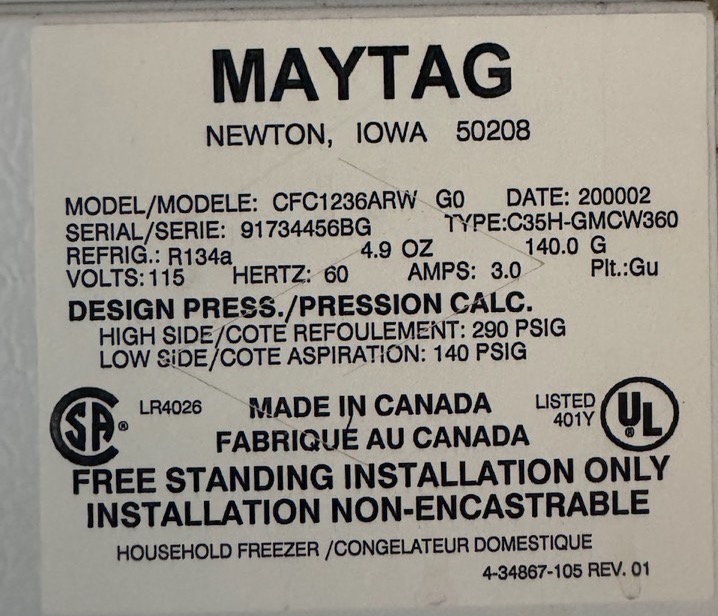 MAYTAG
NEWTON, IOWA 50208
MODEL/MODELE: CFC1236ARW G0 DATE: 200002
SERIAL/SERIE: 91734456BG TYPE:C35H-GMCW360
REFRIG.: R134a 4.9 OZ 140.0 G
VOLTS: 115 HERTZ: 60 AMPS: 3.0 Plt.:Gu
DESIGN PRESS./PRESSION CALC.
HIGH SIDE/COTE REFOULEMENT: 290 PSIG
LOW SIDE/COTE ASPIRATION: 140 PSIG
SA ® LR4026 MADE IN CANADA LISTED 401Y UL ®
FABRIQUE AU CANADA
FREE STANDING INSTALLATION ONLY
INSTALLATION NON-ENCASTRABLE
HOUSEHOLD FREEZER /CONGELATEUR DOMESTIQUE
4-34867-105 REV. 01